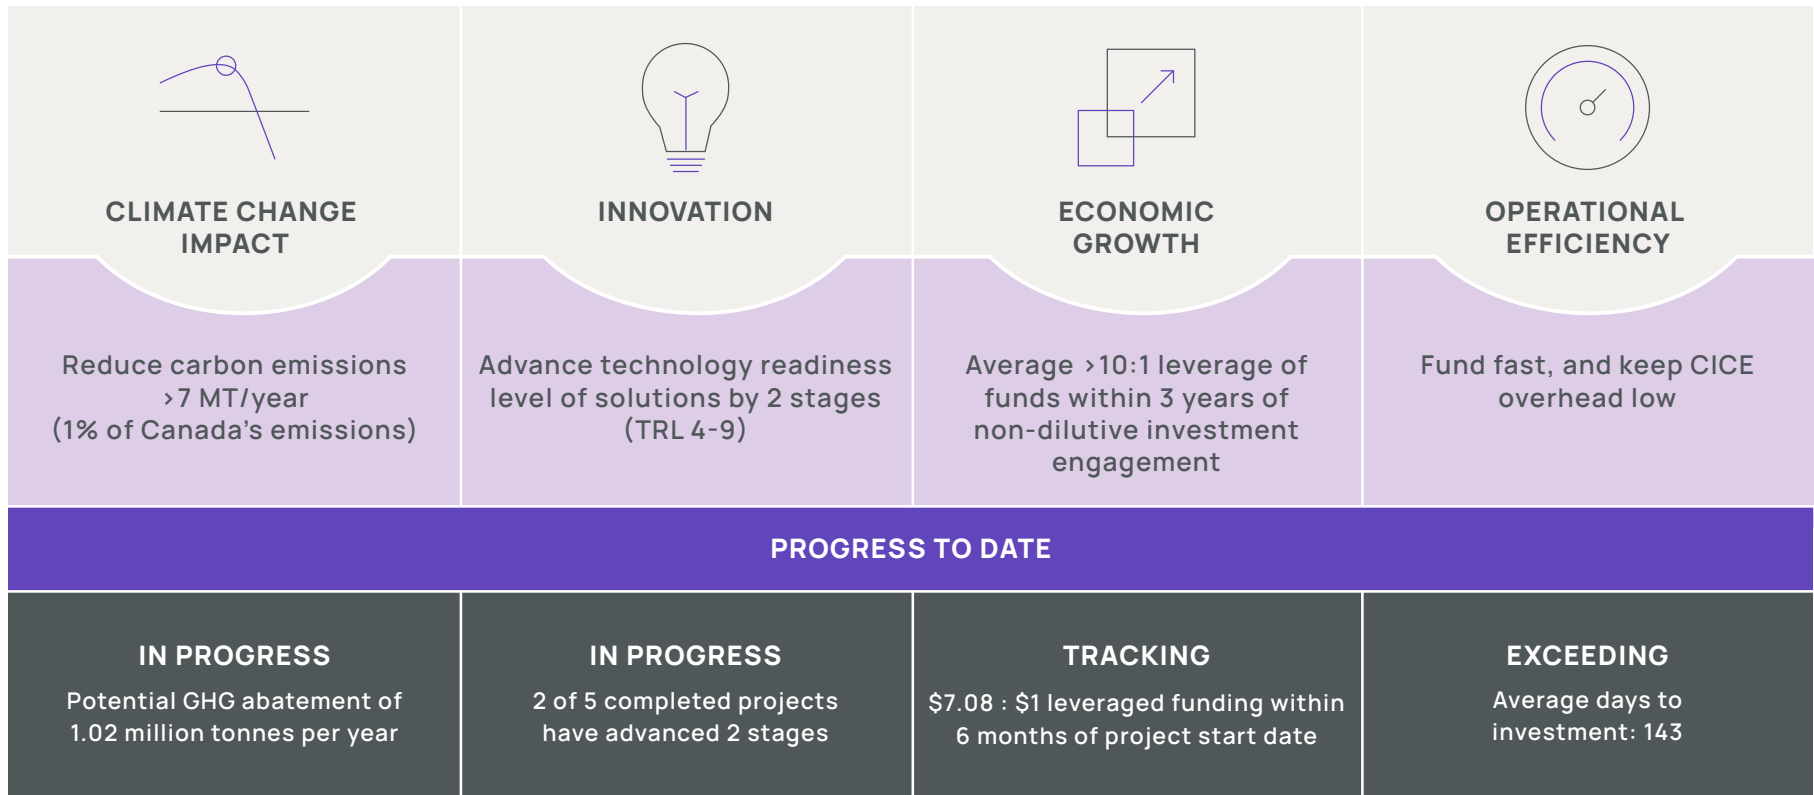 CLIMATE CHANGE
IMPACT
INNOVATION
ECONOMIC
GROWTH
OPERATIONAL
EFFICIENCY
Reduce carbon emissions
>7 MT/year
(1% of Canada's emissions)
Advance technology readiness
level of solutions by 2 stages
(TRL 4-9)
Average >10:1 leverage of
funds within 3 years of
non-dilutive investment
engagement
Fund fast, and keep CICE
overhead low
PROGRESS TO DATE
IN PROGRESS
Potential GHG abatement of
1.02 million tonnes per year
IN PROGRESS
2 of 5 completed projects
have advanced 2 stages
TRACKING
$7.08 : $1 leveraged funding within
6 months of project start date
EXCEEDING
Average days to
investment: 143